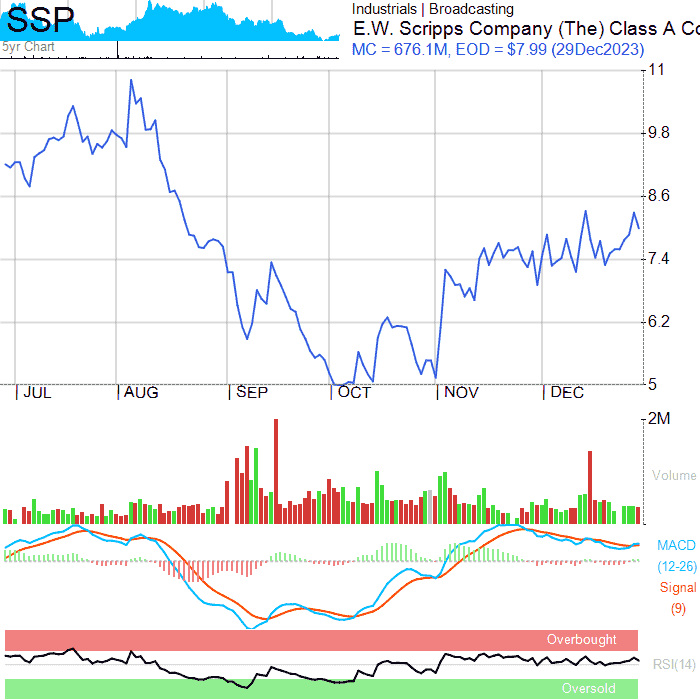 SSP
5yr Chart
Industrials | Broadcasting
E.W. Scripps Company (The) Class A Co
MC = 676.1M, EOD = $7.99 (29Dec2023)
11
9.8
8.6
7.4
6.2
5
JUL AUG SEP OCT NOV DEC
2M
Volume
MACD
(12-26)
Signal
(9)
Overbought
RSI(14)
Oversold